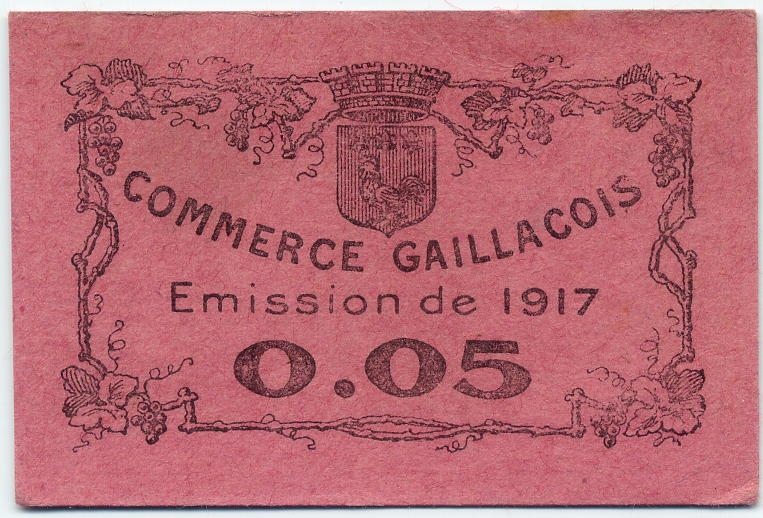 COMMERCE GAILLACOIS
Emission de 1917
0.05